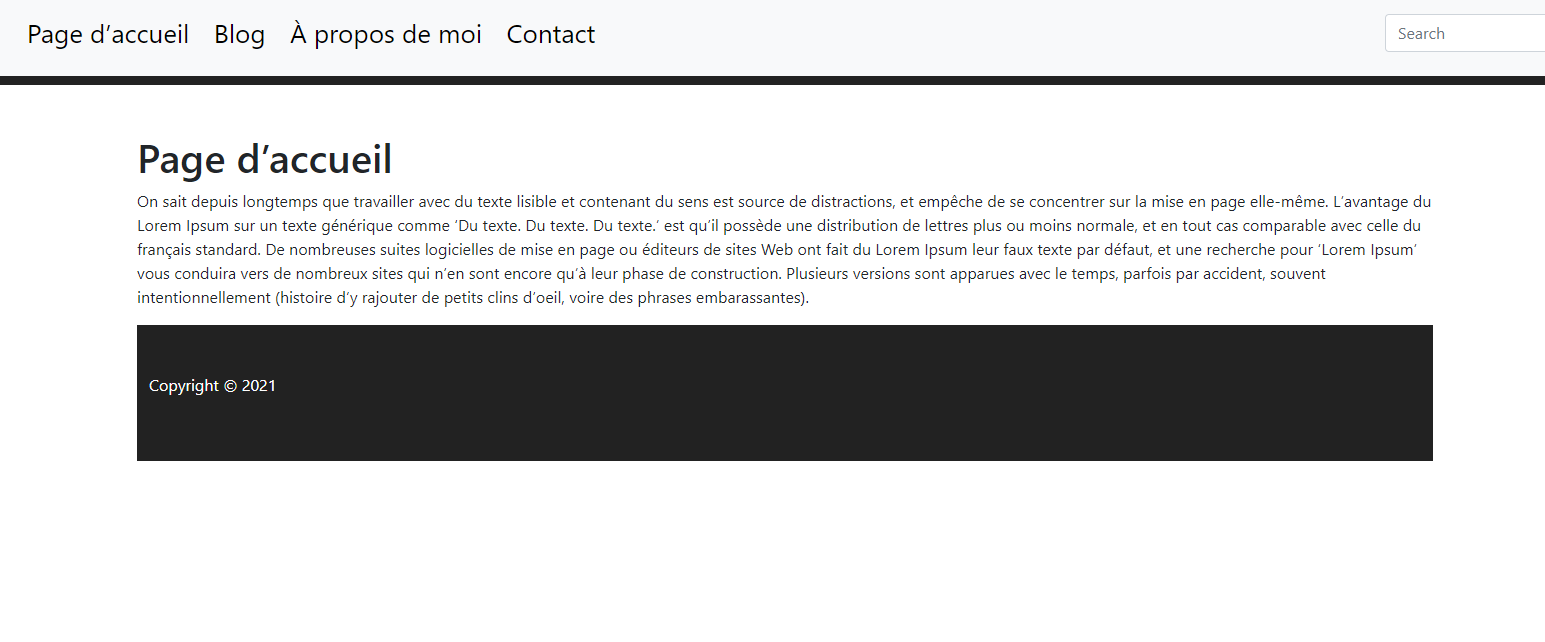 Page d’accueil Blog À propos de moi Contact Search
Page d’accueil
On sait depuis longtemps que travailler avec du texte lisible et contenant du sens est source de distractions, et empêche de se concentrer sur la mise en page elle-même. L’avantage du
Lorem Ipsum sur un texte générique comme ‘Du texte. Du texte. Du texte.’ est qu’il possède une distribution de lettres plus ou moins normale, et en tout cas comparable avec celle du
français standard. De nombreuses suites logicielles de mise en page ou éditeurs de sites Web ont fait du Lorem Ipsum leur faux texte par défaut, et une recherche pour ‘Lorem Ipsum’
vous conduira vers de nombreux sites qui n’en sont encore qu’à leur phase de construction. Plusieurs versions sont apparues avec le temps, parfois par accident, souvent
intentionnellement (histoire d’y rajouter de petits clins d’oeil, voire des phrases embarassantes).
Copyright © 2021